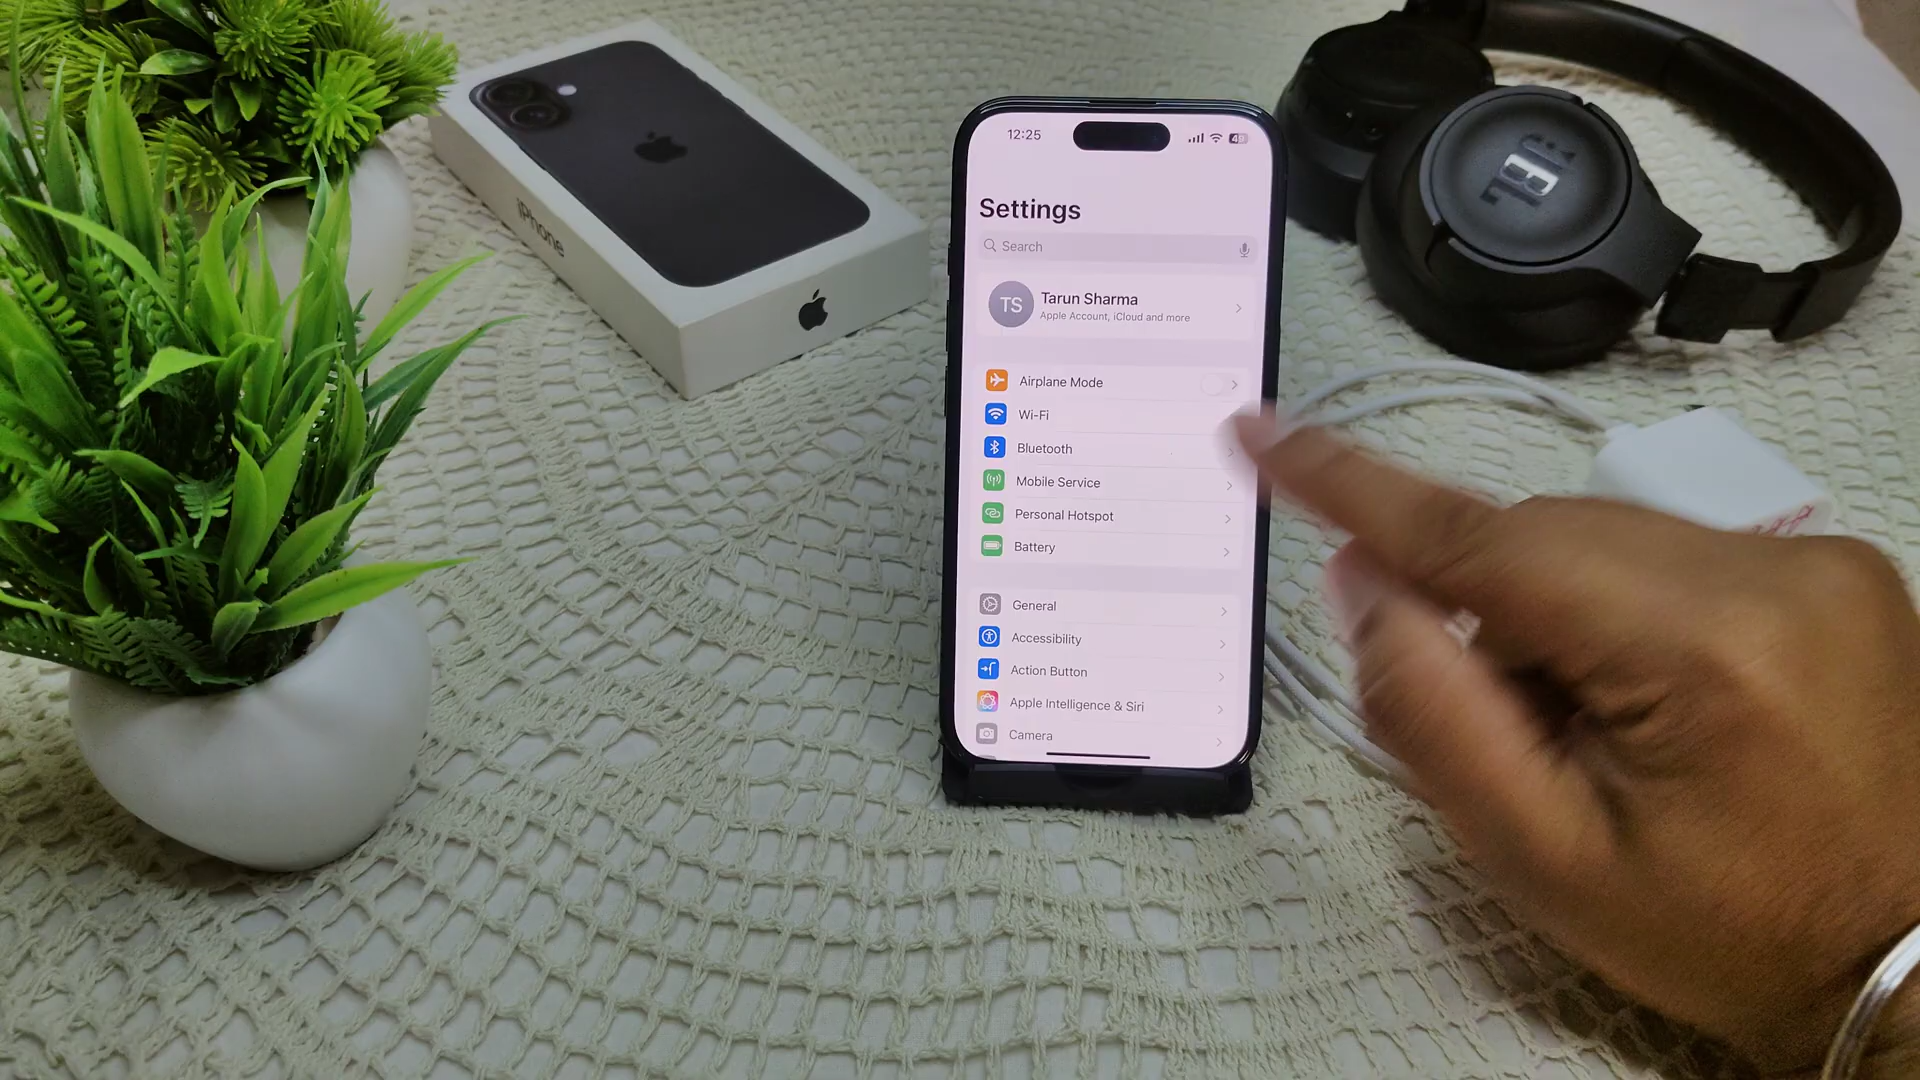 iPhone
JBL
12:25
Settings
Search
TS
Tarun Sharma
Apple Account, iCloud and more
Airplane Mode
Wi-Fi
Bluetooth
Mobile Service
Personal Hotspot
Battery
General
Accessibility
Action Button
Apple Intelligence & Siri
Camera